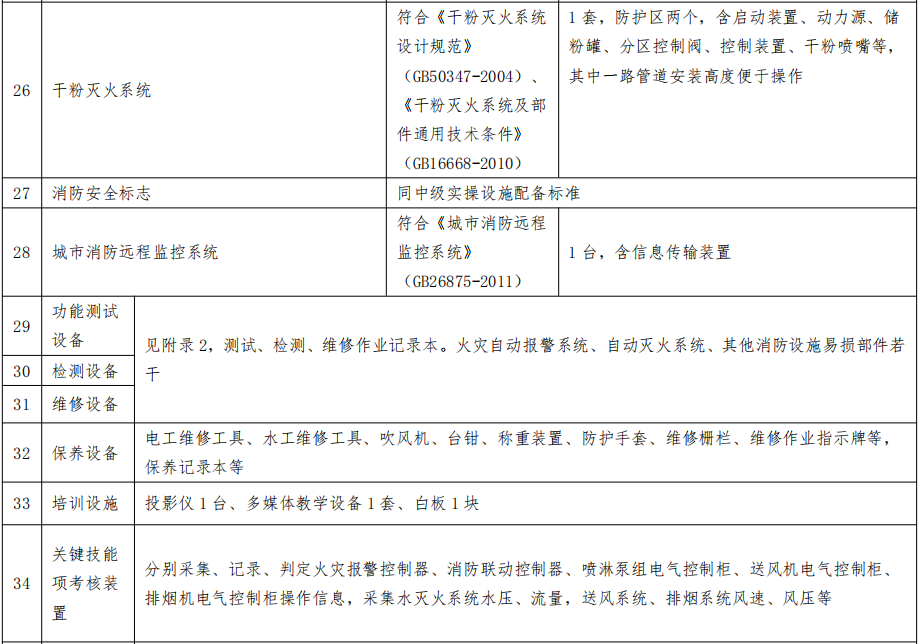 26
干粉灭火系统
符合《干粉灭火系统
设计规范》
（GB50347-2004）、
《干粉灭火系统及部
件通用技术条件》
（GB16668-2010）
1 套，防护区两个，含启动装置、动力源、储
粉罐、分区控制阀、控制装置、干粉喷嘴等，
其中一路管道安装高度便于操作
27
消防安全标志
同中级实操设施配备标准
28
城市消防远程监控系统
符合《城市消防远程
监控系统》
（GB26875-2011）
1 台，含信息传输装置
29
功能测试
设备
30
检测设备
31
维修设备
见附录 2，测试、检测、维修作业记录本。火灾自动报警系统、自动灭火系统、其他消防设施易损部件若
干
32
保养设备
电工维修工具、水工维修工具、吹风机、台钳、称重装置、防护手套、维修栅栏、维修作业指示牌等，
保养记录本等
33
培训设施
投影仪 1 台、多媒体教学设备 1 套、白板 1 块
34
关键技能
项考核装
置
分别采集、记录、判定火灾报警控制器、消防联动控制器、喷淋泵组电气控制柜、送风机电气控制柜、
排烟机电气控制柜操作信息，采集水灭火系统水压、流量，送风系统、排烟系统风速、风压等